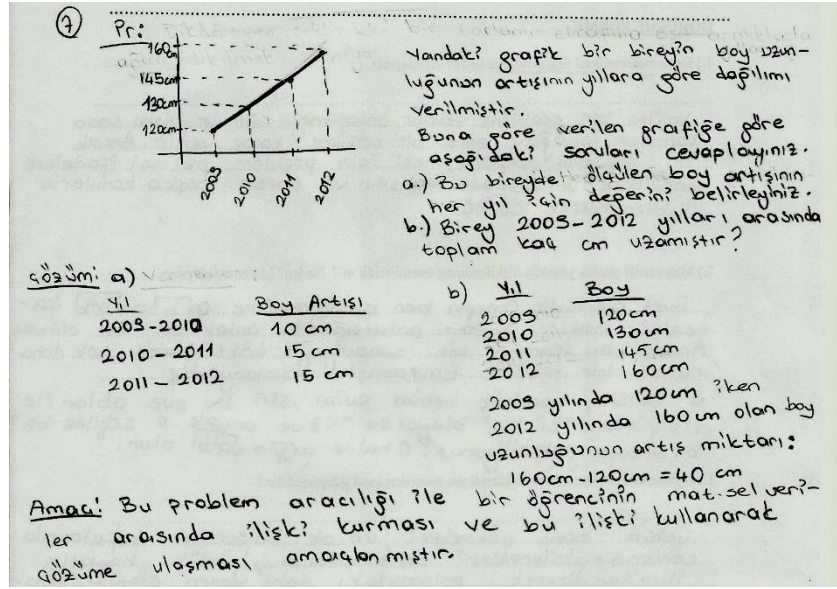 7
Pr:
160cm
145cm
130cm
120cm
2009 2010 2011 2012
Yandaki grafik bir bireyin boy uzun-
luğunun artışının yıllara göre dağılımı
verilmiştir.
Buna göre verilen grafiğe göre
aşağıdaki soruları cevaplayınız.
a.) Bu bireydeki ölçülen boy artışının
her yıl için değerini belirleyiniz.
b.) Birey 2009-2012 yılları arasında
toplam kaç cm uzamıştır?
Çözüm: a)
Yıl Boy Artışı
2009-2010 10 cm
2010-2011 15 cm
2011-2012 15 cm
b) Yıl Boy
2009 120cm
2010 130cm
2011 145cm
2012 160cm
2009 yılında 120cm iken
2012 yılında 160cm olan boy
uzunluğunun artış miktarı:
160cm-120cm=40 cm
Amaç: Bu problem aracılığı ile bir öğrencinin mat.sel veri-
ler arasında ilişki kurması ve bu ilişki kullanarak
çözüme ulaşması amaçlanmıştır.